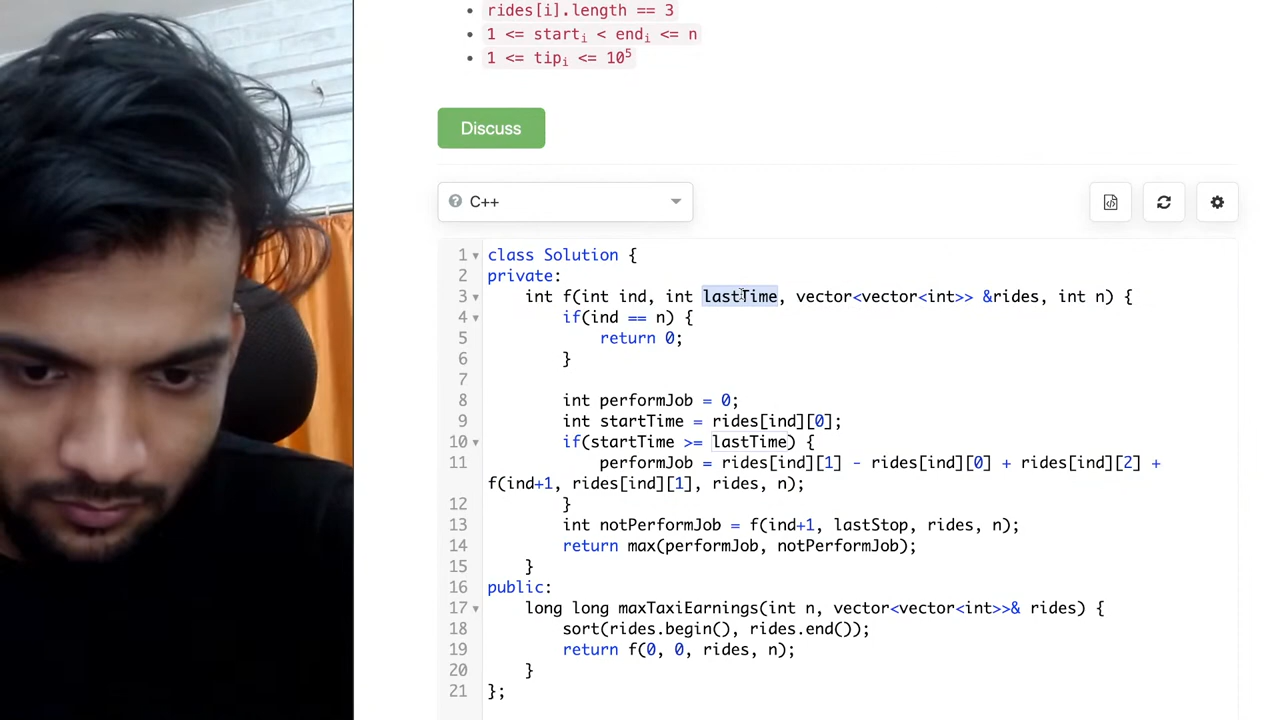 rides[i].length == 3
1 <= startᵢ < endᵢ <= n
1 <= tipᵢ <= 10⁵
Discuss
C++
1 class Solution {
2 private:
3 int f(int ind, int lastTime, vector<vector<int>> &rides, int n) {
4 if(ind == n) {
5 return 0;
6 }
7
8 int performJob = 0;
9 int startTime = rides[ind][0];
10 if(startTime >= lastTime) {
11 performJob = rides[ind][1] - rides[ind][0] + rides[ind][2] +
f(ind+1, rides[ind][1], rides, n);
12 }
13 int notPerformJob = f(ind+1, lastStop, rides, n);
14 return max(performJob, notPerformJob);
15 }
16 public:
17 long long maxTaxiEarnings(int n, vector<vector<int>>& rides) {
18 sort(rides.begin(), rides.end());
19 return f(0, 0, rides, n);
20 }
21 };